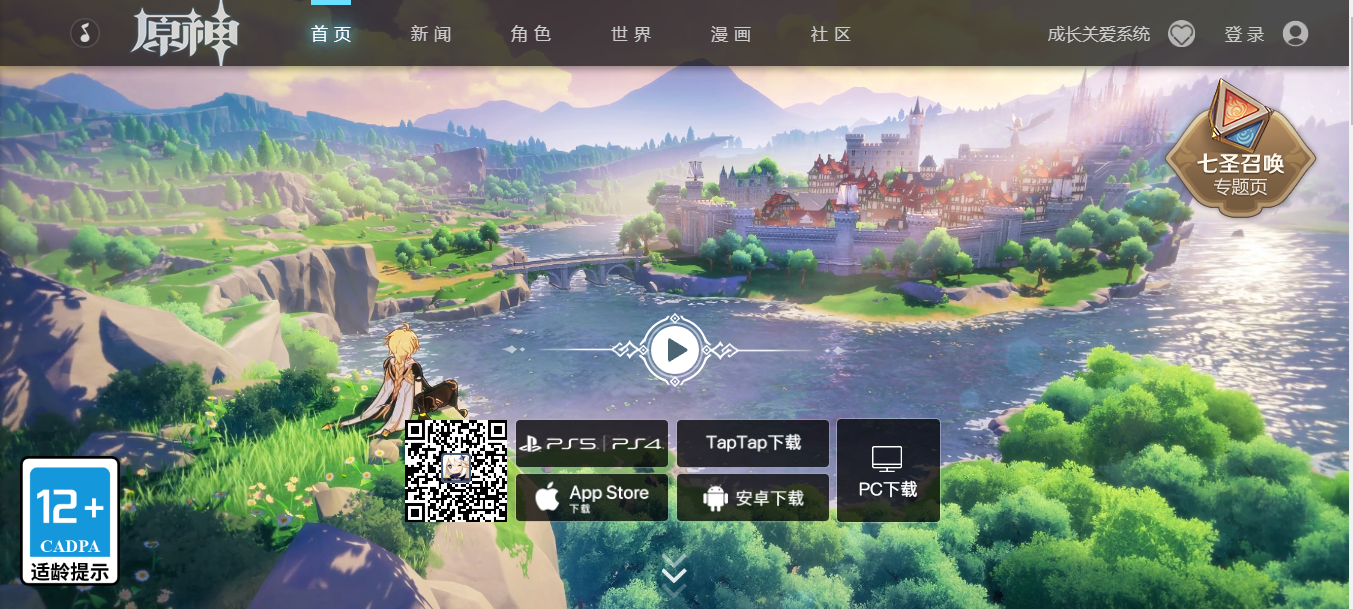 原神
首页
新闻
角色
世界
漫画
社区
成长关爱系统
登录
七圣召唤
专题页
PS5 | PS4
TapTap下载
App Store
下载
安卓下载
PC下载
12+
CADPA
适龄提示